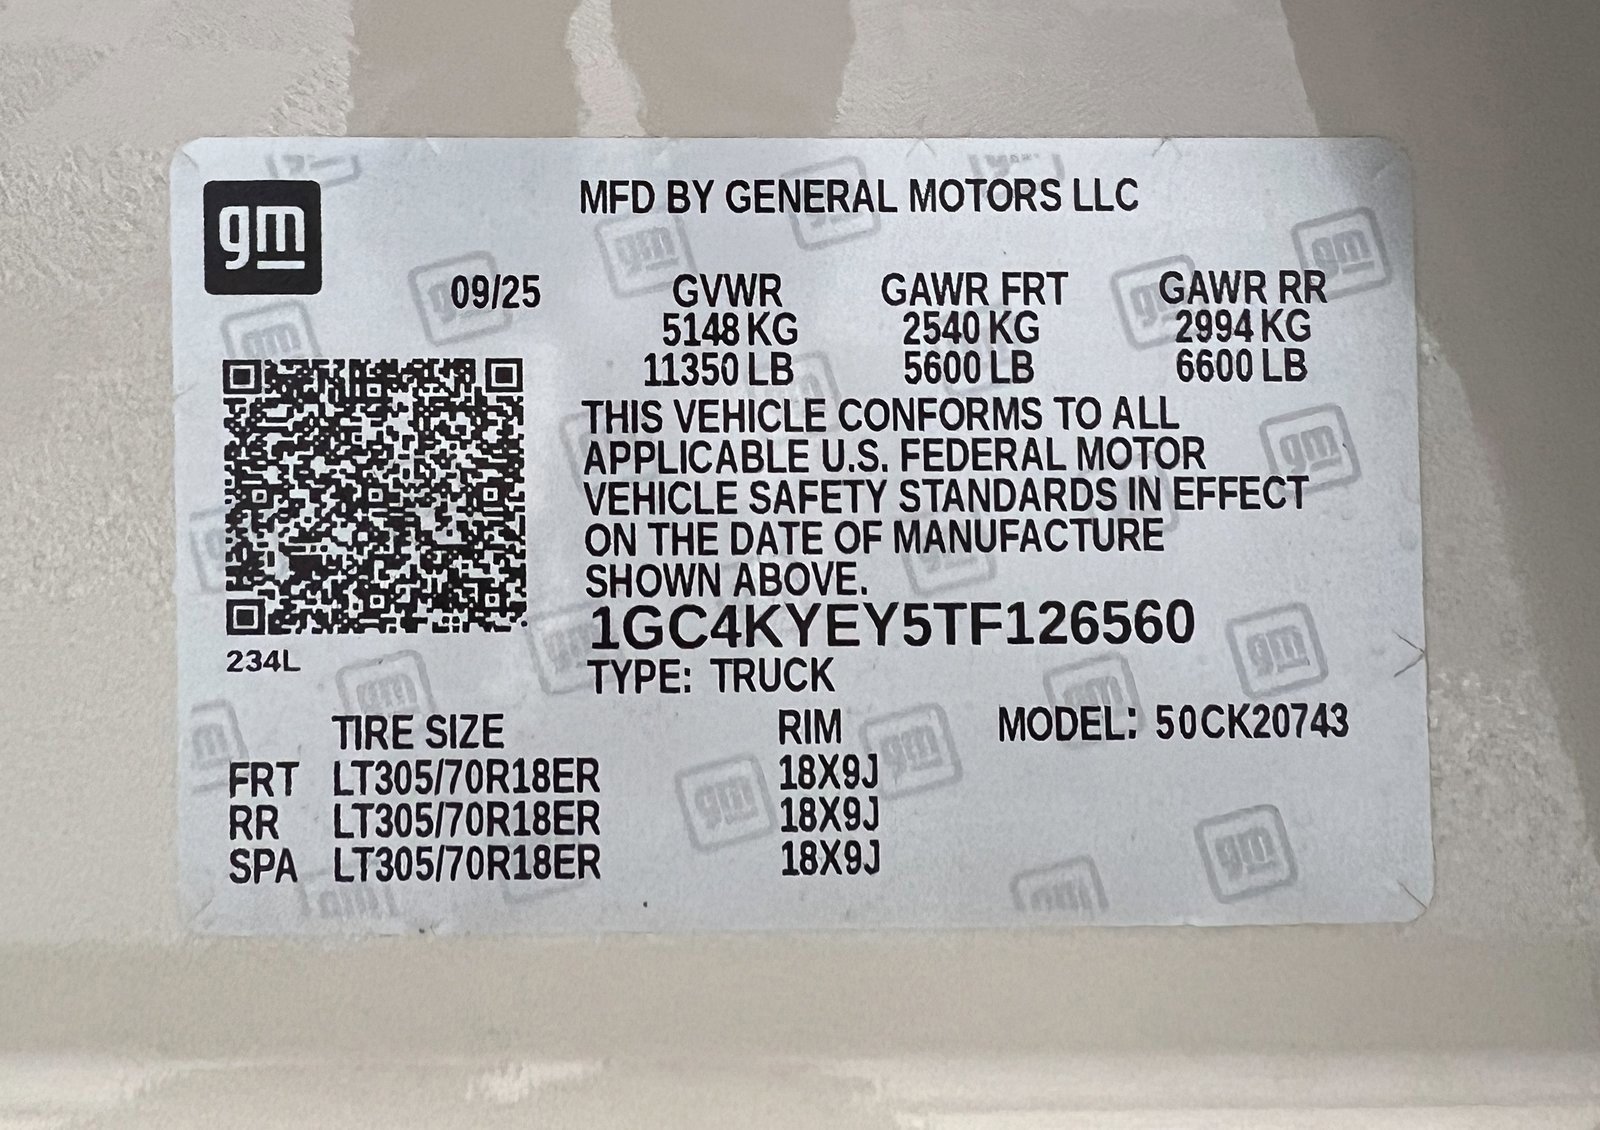 gm
MFD BY GENERAL MOTORS LLC
09/25 GVWR GAWR FRT GAWR RR
5148 KG 2540 KG 2994 KG
11350 LB 5600 LB 6600 LB
THIS VEHICLE CONFORMS TO ALL
APPLICABLE U.S. FEDERAL MOTOR
VEHICLE SAFETY STANDARDS IN EFFECT
ON THE DATE OF MANUFACTURE
SHOWN ABOVE.
1GC4KYEY5TF126560
234L
TYPE: TRUCK
TIRE SIZE RIM MODEL: 50CK20743
FRT LT305/70R18ER 18X9J
RR LT305/70R18ER 18X9J
SPA LT305/70R18ER 18X9J